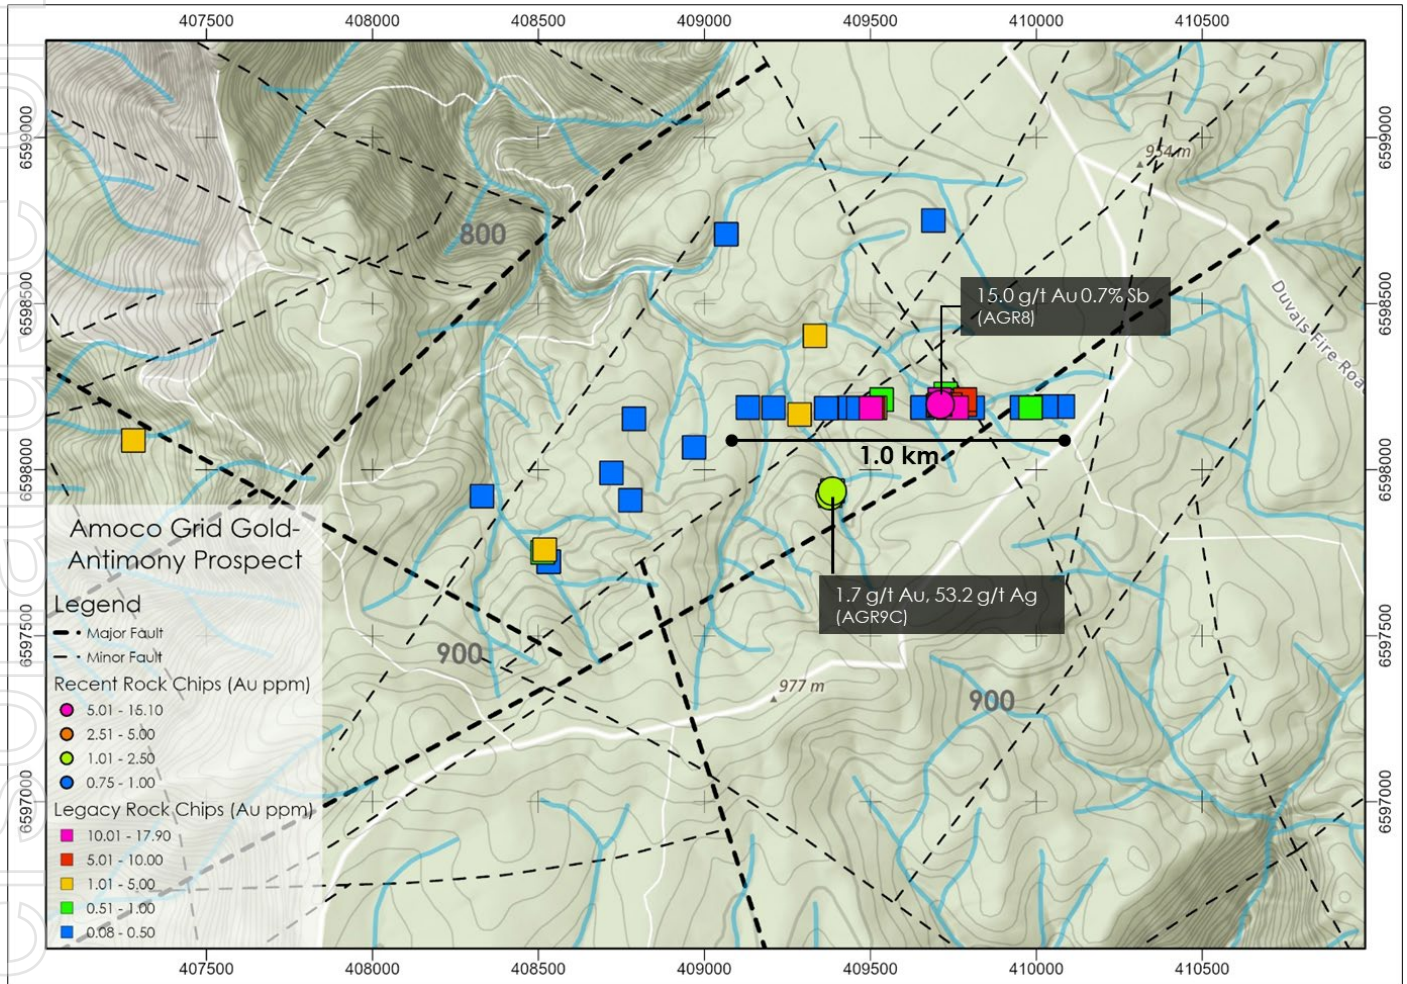 407500 408000 408500 409000 409500 410000 410500
6599000 6599000
954 m
800
6598500 6598500
15.0 g/t Au 0.7% Sb
(AGR8)
Duvals Fire Roa
1.0 km
6598000 6598000
Amoco Grid Gold-
Antimony Prospect
Legend
Major Fault
Minor Fault
Recent Rock Chips (Au ppm)
5.01 - 16.10
2.51 - 5.00
1.01 - 2.50
0.75 - 1.00
Legacy Rock Chips (Au ppm)
10.01 - 17.90
5.01 - 10.00
1.01 - 5.00
0.51 - 1.00
0.08 - 0.50
1.7 g/t Au, 53.2 g/t Ag
(AGR9C)
6597500 6597500
900
977 m
900
6597000 6597000
407500 408000 408500 409000 409500 410000 410500